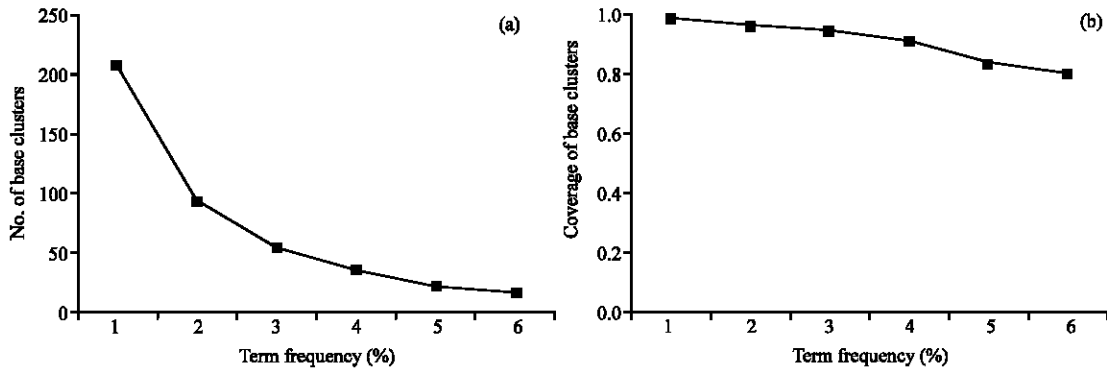 (a)
No. of base clusters
250
200
150
100
50
0
1 2 3 4 5 6
Term frequency (%)
(b)
Coverage of base clusters
1.0
0.8
0.6
0.4
0.2
0.0
1 2 3 4 5 6
Term frequency (%)